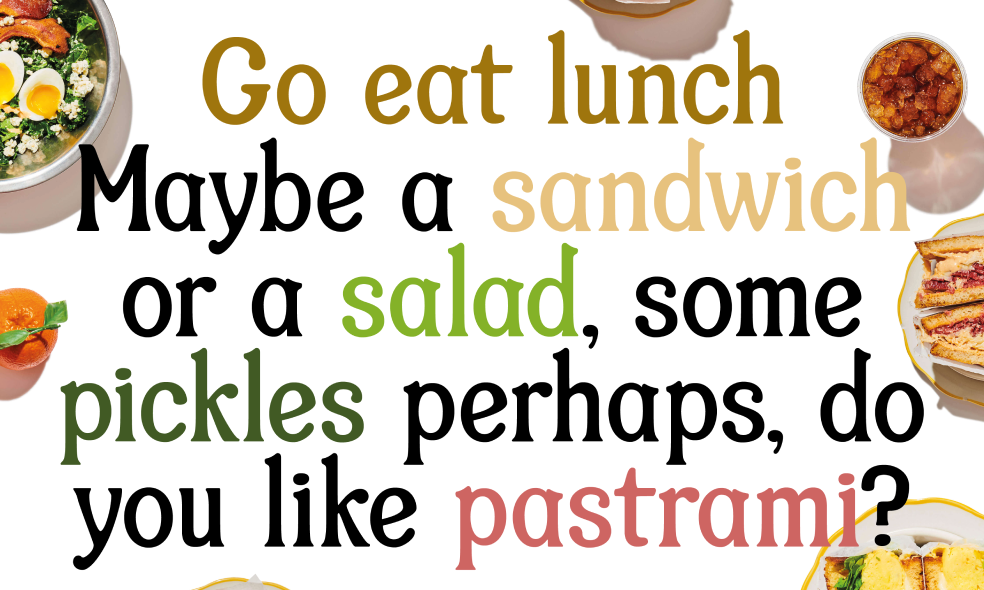 Go eat lunch
Maybe a sandwich
or a salad, some
pickles perhaps, do
you like pastrami?